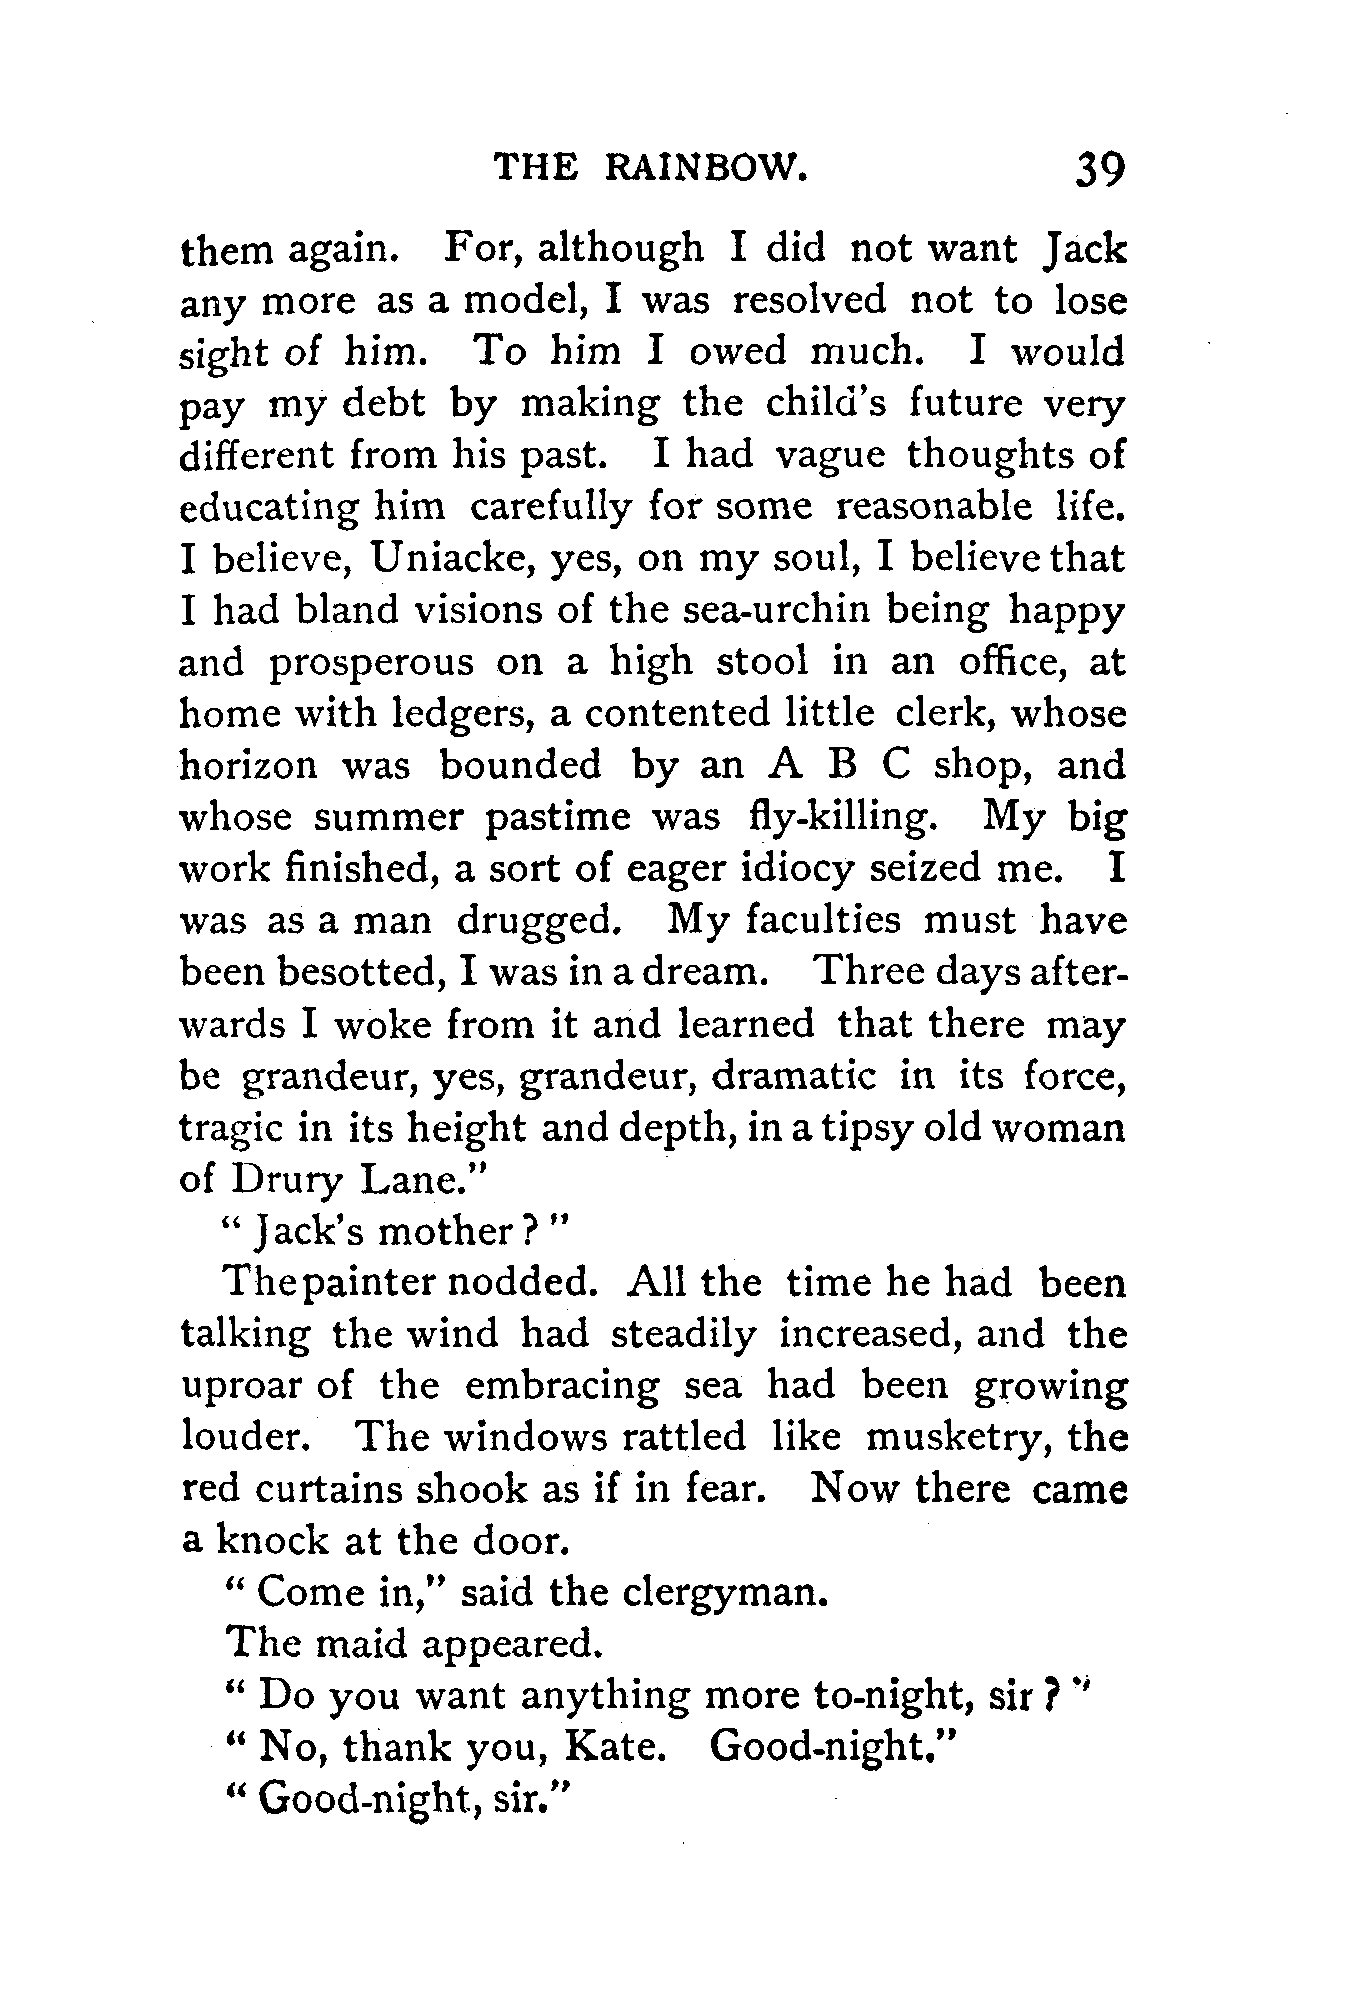 THE RAINBOW. 39
them again. For, although I did not want Jack
any more as a model, I was resolved not to lose
sight of him. To him I owed much. I would
pay my debt by making the child's future very
different from his past. I had vague thoughts of
educating him carefully for some reasonable life.
I believe, Uniacke, yes, on my soul, I believe that
I had bland visions of the sea-urchin being happy
and prosperous on a high stool in an office, at
home with ledgers, a contented little clerk, whose
horizon was bounded by an A B C shop, and
whose summer pastime was fly-killing. My big
work finished, a sort of eager idiocy seized me. I
was as a man drugged. My faculties must have
been besotted, I was in a dream. Three days after-
wards I woke from it and learned that there may
be grandeur, yes, grandeur, dramatic in its force,
tragic in its height and depth, in a tipsy old woman
of Drury Lane."
"Jack's mother?"
The painter nodded. All the time he had been
talking the wind had steadily increased, and the
uproar of the embracing sea had been growing
louder. The windows rattled like musketry, the
red curtains shook as if in fear. Now there came
a knock at the door.
"Come in," said the clergyman.
The maid appeared.
"Do you want anything more to-night, sir?"
"No, thank you, Kate. Good-night."
"Good-night, sir."